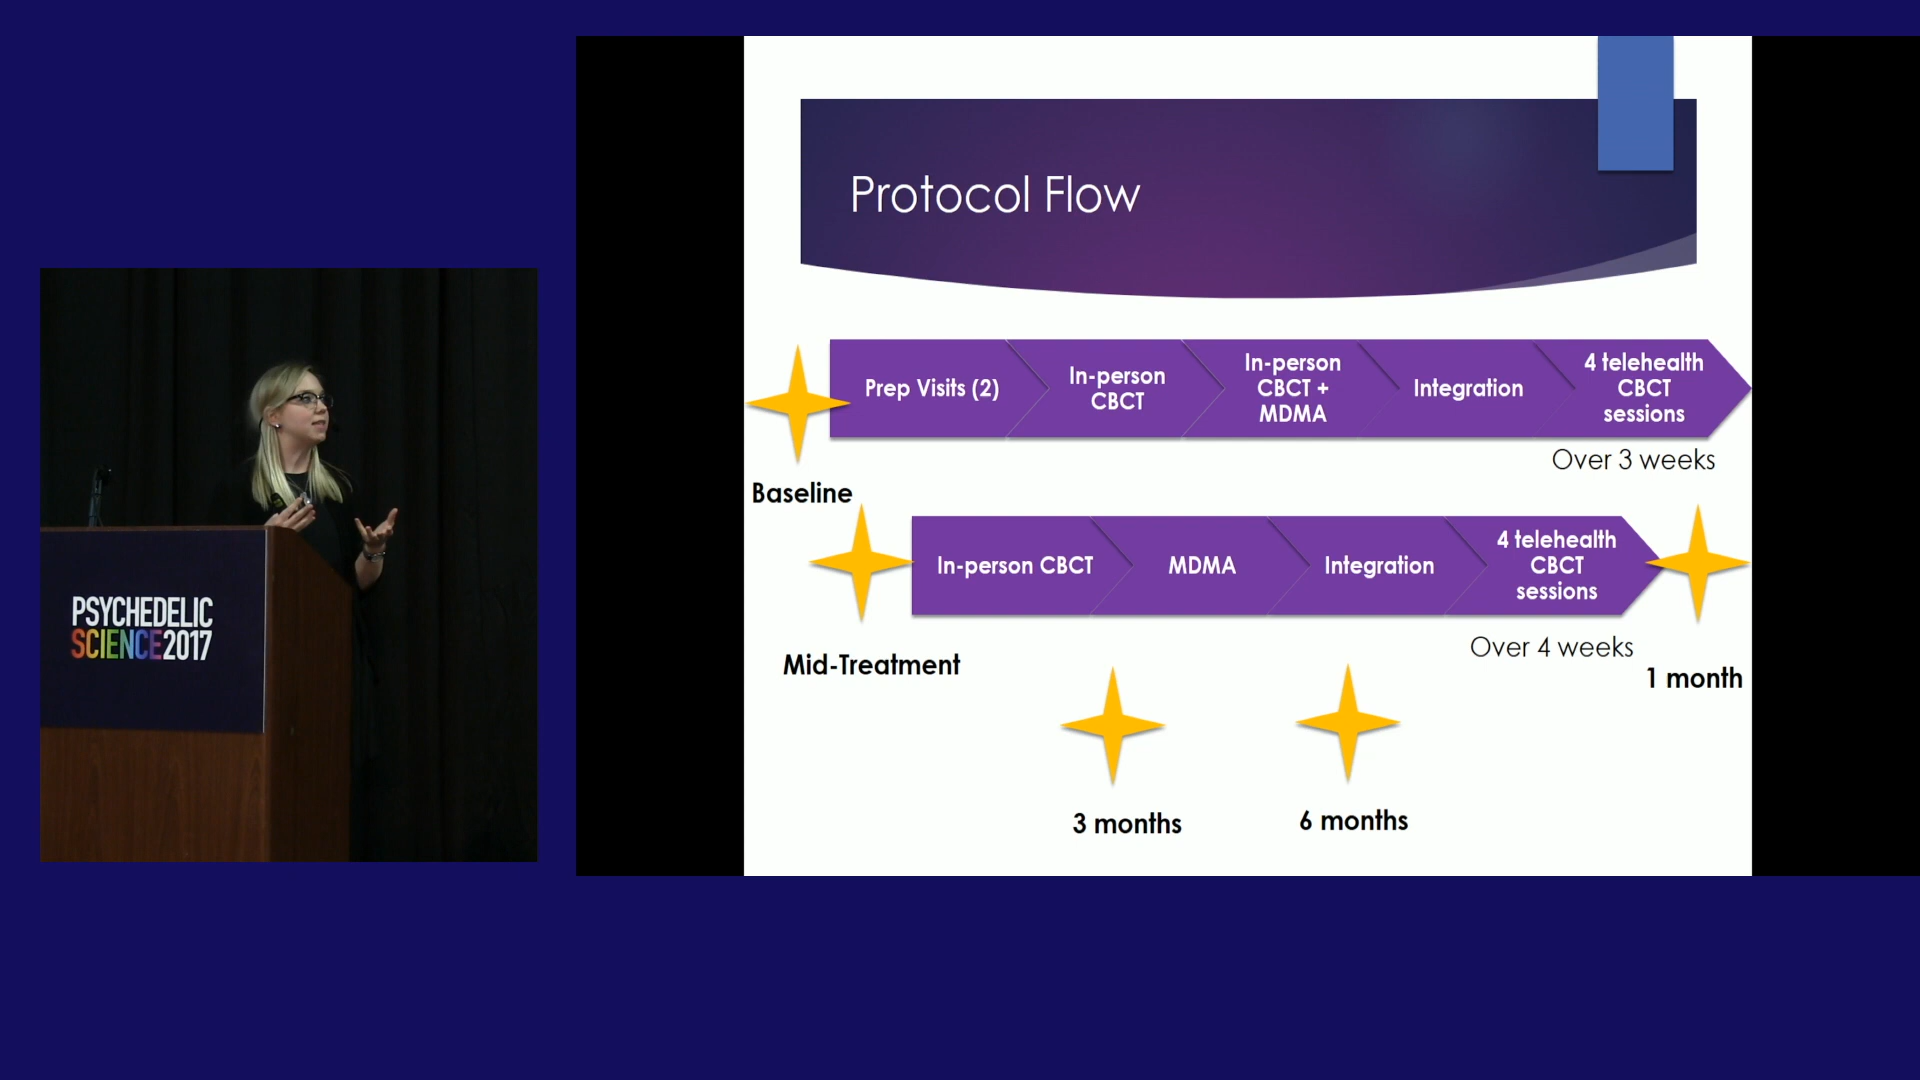 PSYCHEDELIC
SCIENCE2017
Protocol Flow
Prep Visits (2)
In-person
CBCT
In-person
CBCT +
MDMA
Integration
4 telehealth
CBCT
sessions
Over 3 weeks
Baseline
In-person CBCT
MDMA
Integration
4 telehealth
CBCT
sessions
Over 4 weeks
Mid-Treatment
1 month
3 months
6 months